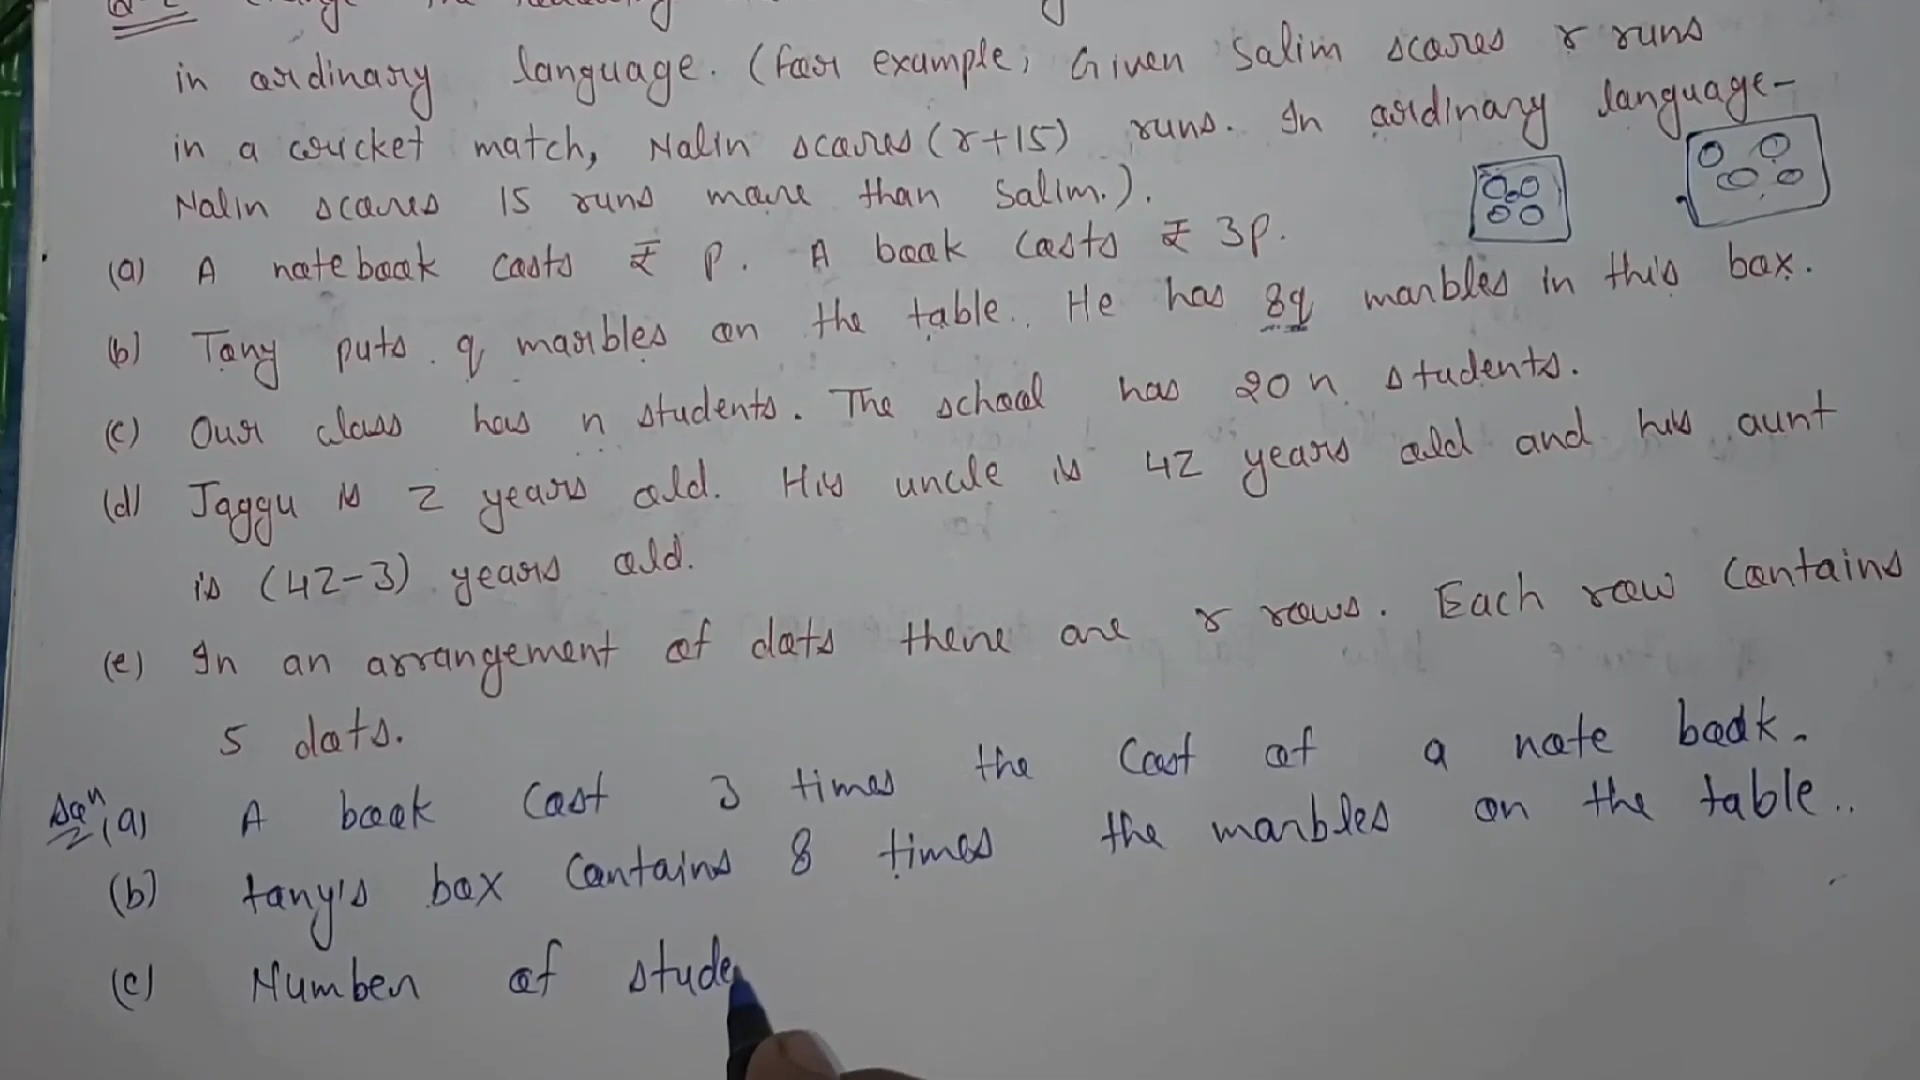 in ordinary language. (For example, Given Salim scores r runs
in a cricket match, Nalin scores (r+15) runs. In ordinary language-
Nalin scores 15 runs more than Salim.).
(a) A notebook costs ₹ p. A book costs ₹ 3p.
(b) Tony puts q marbles on the table. He has 8q marbles in this box.
(c) Our class has n students. The school has 20n students.
(d) Jaggu is z years old. His uncle is 4z years old and his aunt
is (4z-3) years old.
(e) In an arrangement of dots there are r rows. Each row contains
5 dots.
Soln (a) A book cost 3 times the cost of a note book.
(b) tony's box contains 8 times the marbles on the table..
(c) Number of stude